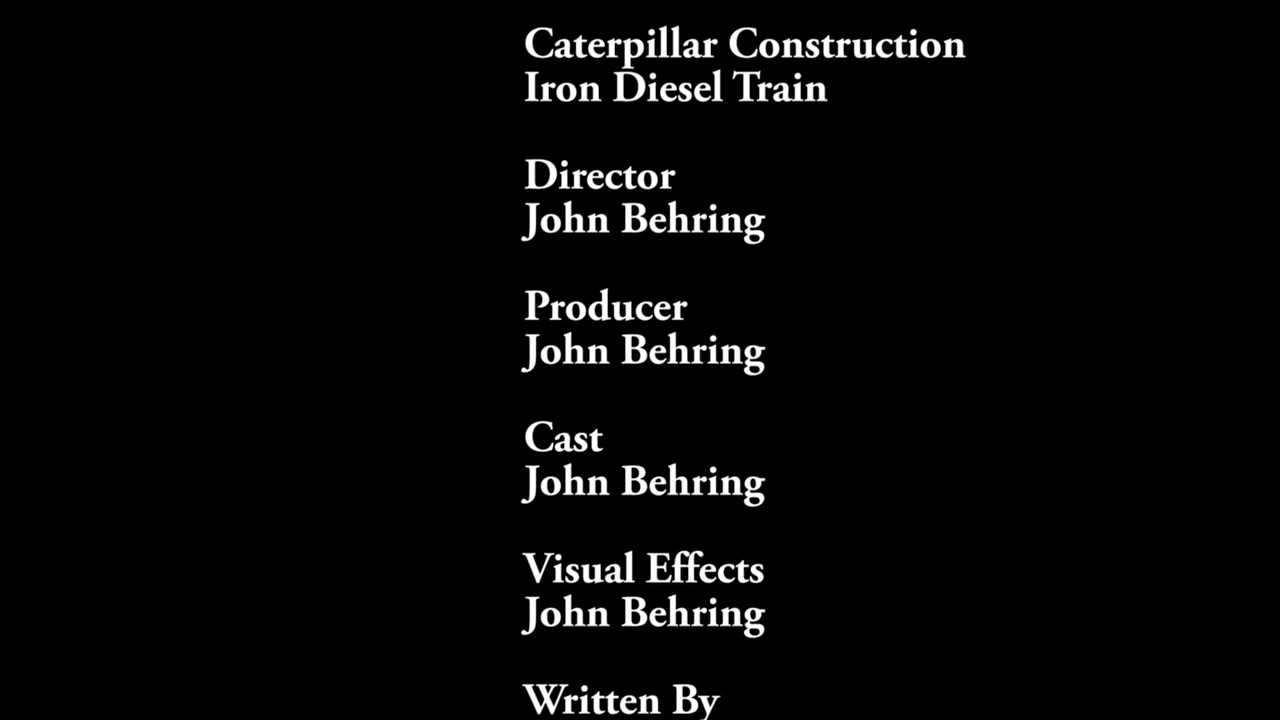 Caterpillar Construction
Iron Diesel Train
Director
John Behring
Producer
John Behring
Cast
John Behring
Visual Effects
John Behring
Written By